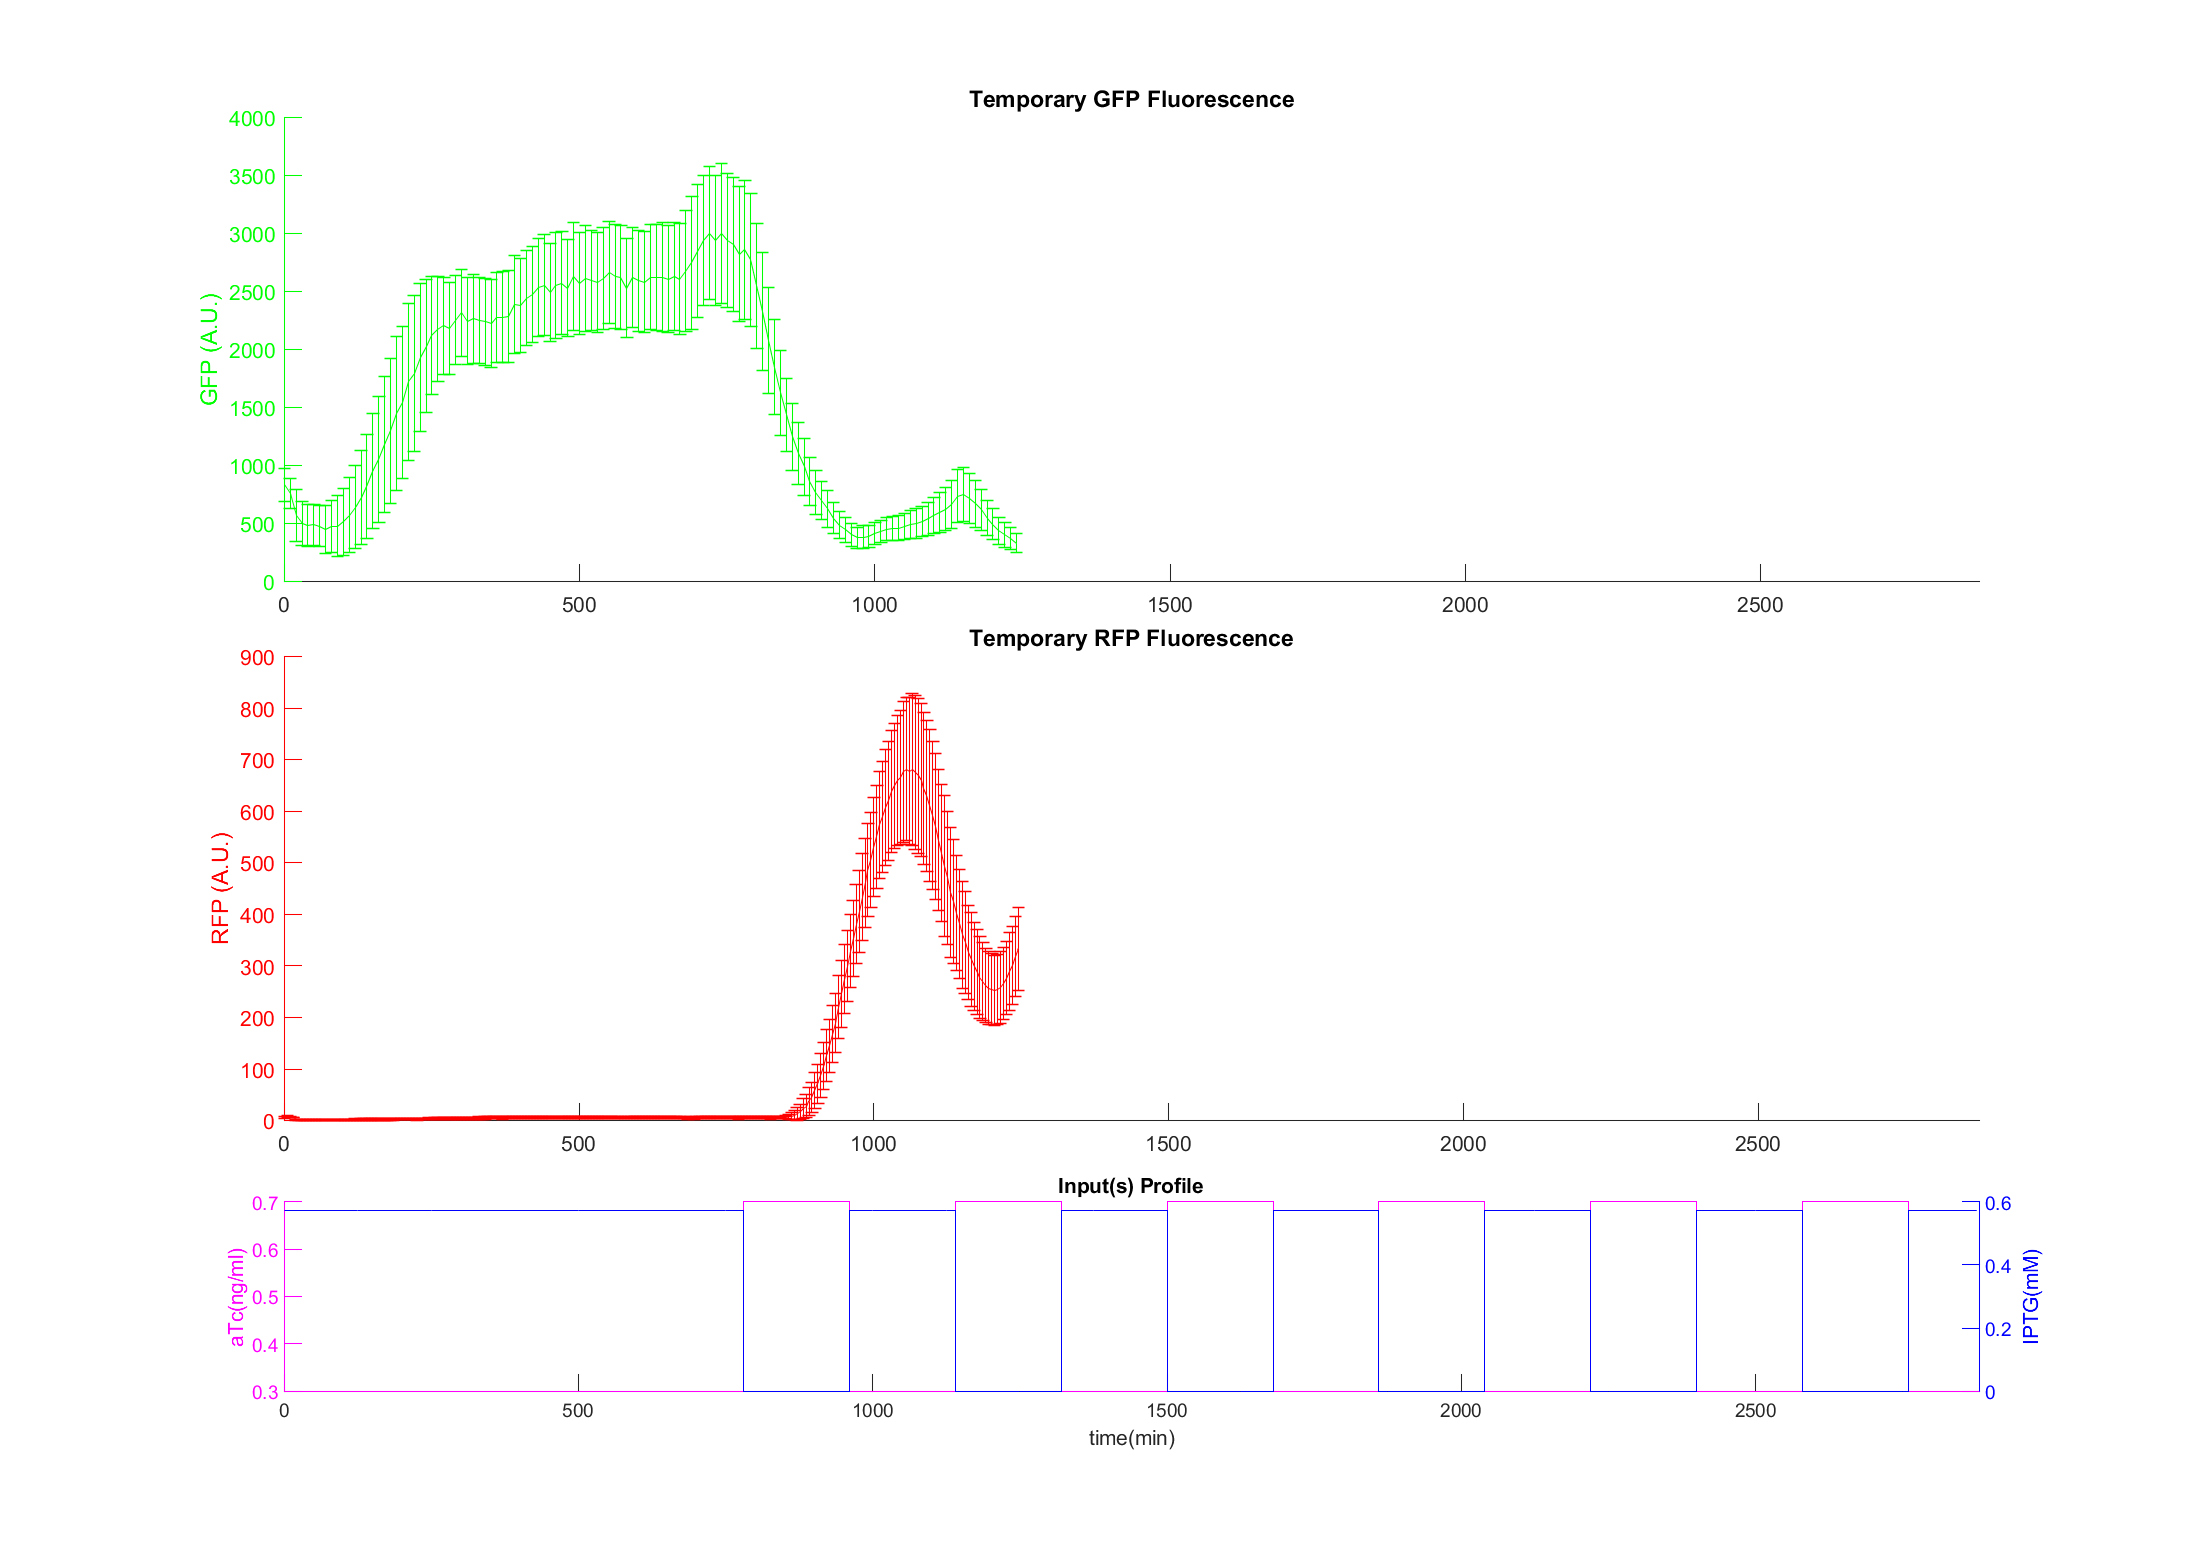 Temporary GFP Fluorescence
4000
3500
3000
2500
2000
1500
1000
500
0
GFP (A.U.)
0 500 1000 1500 2000 2500
Temporary RFP Fluorescence
900
800
700
600
500
400
300
200
100
0
RFP (A.U.)
0 500 1000 1500 2000 2500
Input(s) Profile
0.7
0.6
0.5
0.4
0.3
aTc(ng/ml)
0.6
0.4
0.2
0
IPTG(mM)
0 500 1000 1500 2000 2500
time(min)